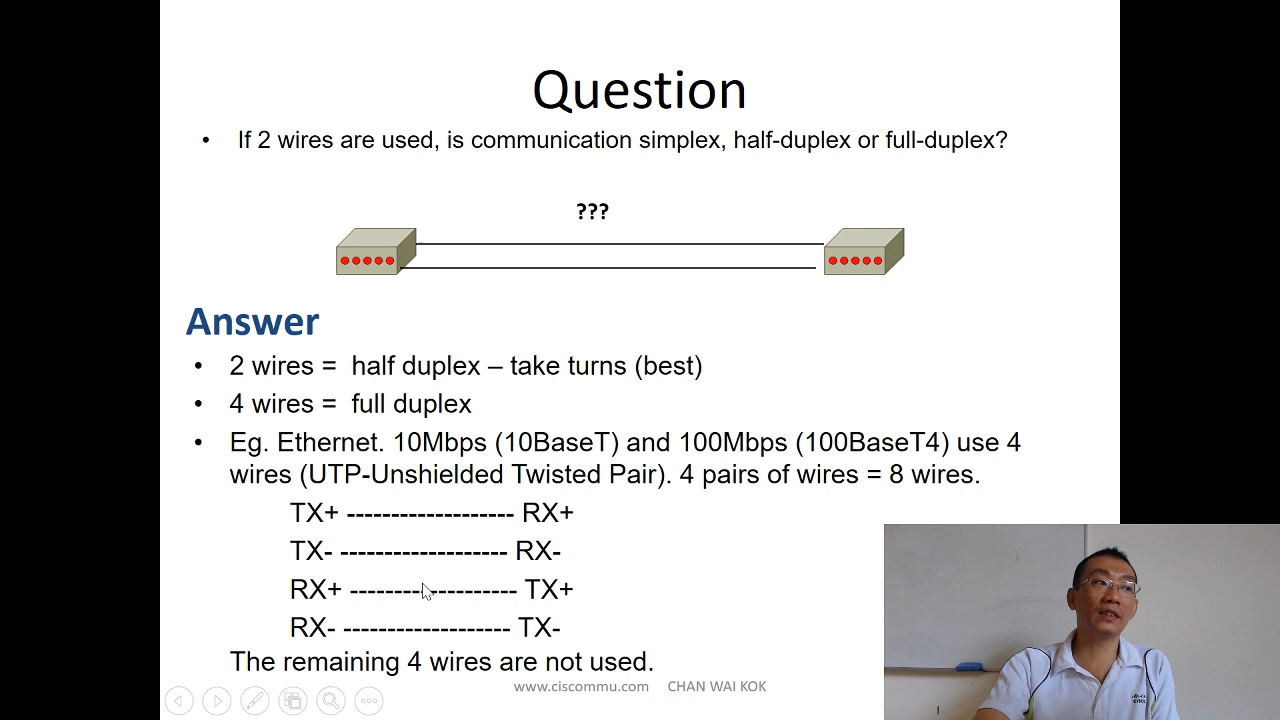 Question
• If 2 wires are used, is communication simplex, half-duplex or full-duplex?
???
Answer
• 2 wires = half duplex – take turns (best)
• 4 wires = full duplex
• Eg. Ethernet. 10Mbps (10BaseT) and 100Mbps (100BaseT4) use 4
wires (UTP-Unshielded Twisted Pair). 4 pairs of wires = 8 wires.
TX+ ------------------- RX+
TX- ------------------- RX-
RX+ ------------------- TX+
RX- ------------------- TX-
The remaining 4 wires are not used.
www.ciscommu.com CHAN WAI KOK